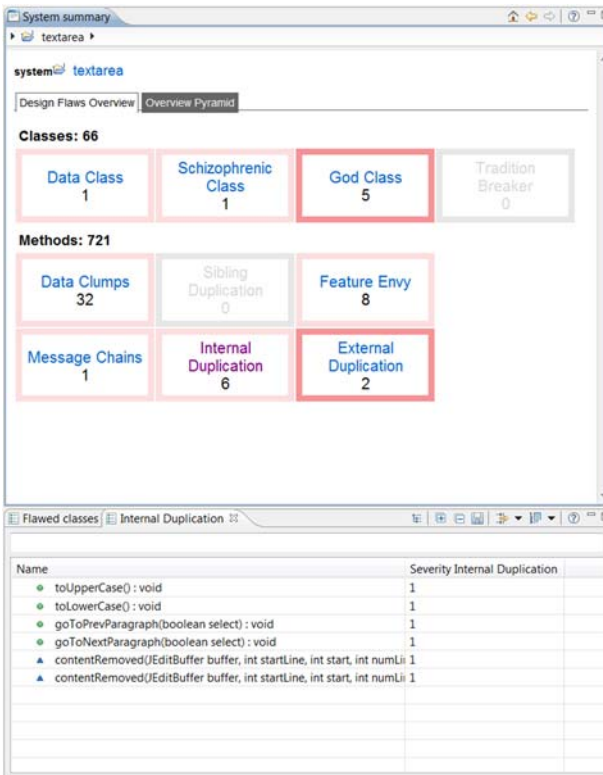 System summary
textarea
system textarea
Design Flaws Overview Overview Pyramid
Classes: 66
Data Class
1
Schizophrenic
Class
1
God Class
5
Tradition
Breaker
0
Methods: 721
Data Clumps
32
Sibling
Duplication
0
Feature Envy
8
Message Chains
1
Internal
Duplication
6
External
Duplication
2
Flawed classes Internal Duplication
Name Severity Internal Duplication
toUpperCase() : void 1
toLowerCase() : void 1
goToPrevParagraph(boolean select) : void 1
goToNextParagraph(boolean select) : void 1
contentRemoved(JEditBuffer buffer, int startLine, int start, int numLi 1
contentRemoved(JEditBuffer buffer, int startLine, int start, int numLi 1